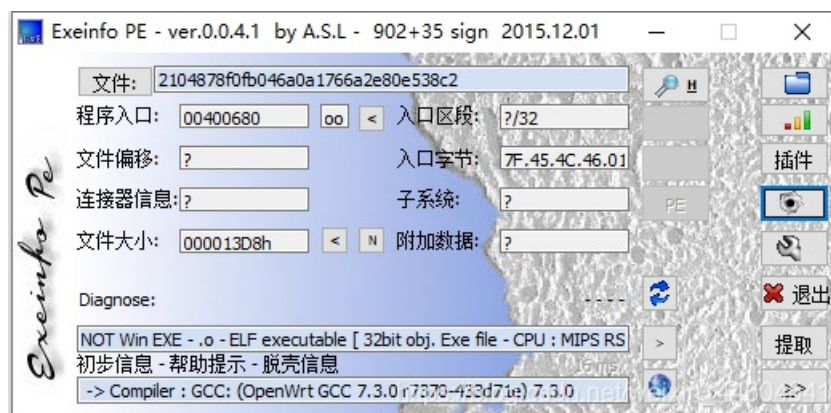 Exeinfo PE - ver.0.0.4.1 by A.S.L - 902+35 sign 2015.12.01
文件: 2104878f0fb046a0a1766a2e80e538c2 H
程序入口: 00400680 oo < 入口区段: ?/32
文件偏移: ? 入口字节: 7F.45.4C.46.01 插件
连接器信息: ? 子系统: ? PE
文件大小: 000013D8h < N 附加数据: ?
Exeinfo Pe
Diagnose: ---- 退出
NOT Win EXE - .o - ELF executable [ 32bit obj. Exe file - CPU : MIPS RS > 提取
初步信息 - 帮助提示 - 脱壳信息
-> Compiler : GCC: (OpenWrt GCC 7.3.0 r7370-433d71e) 7.3.0 >>